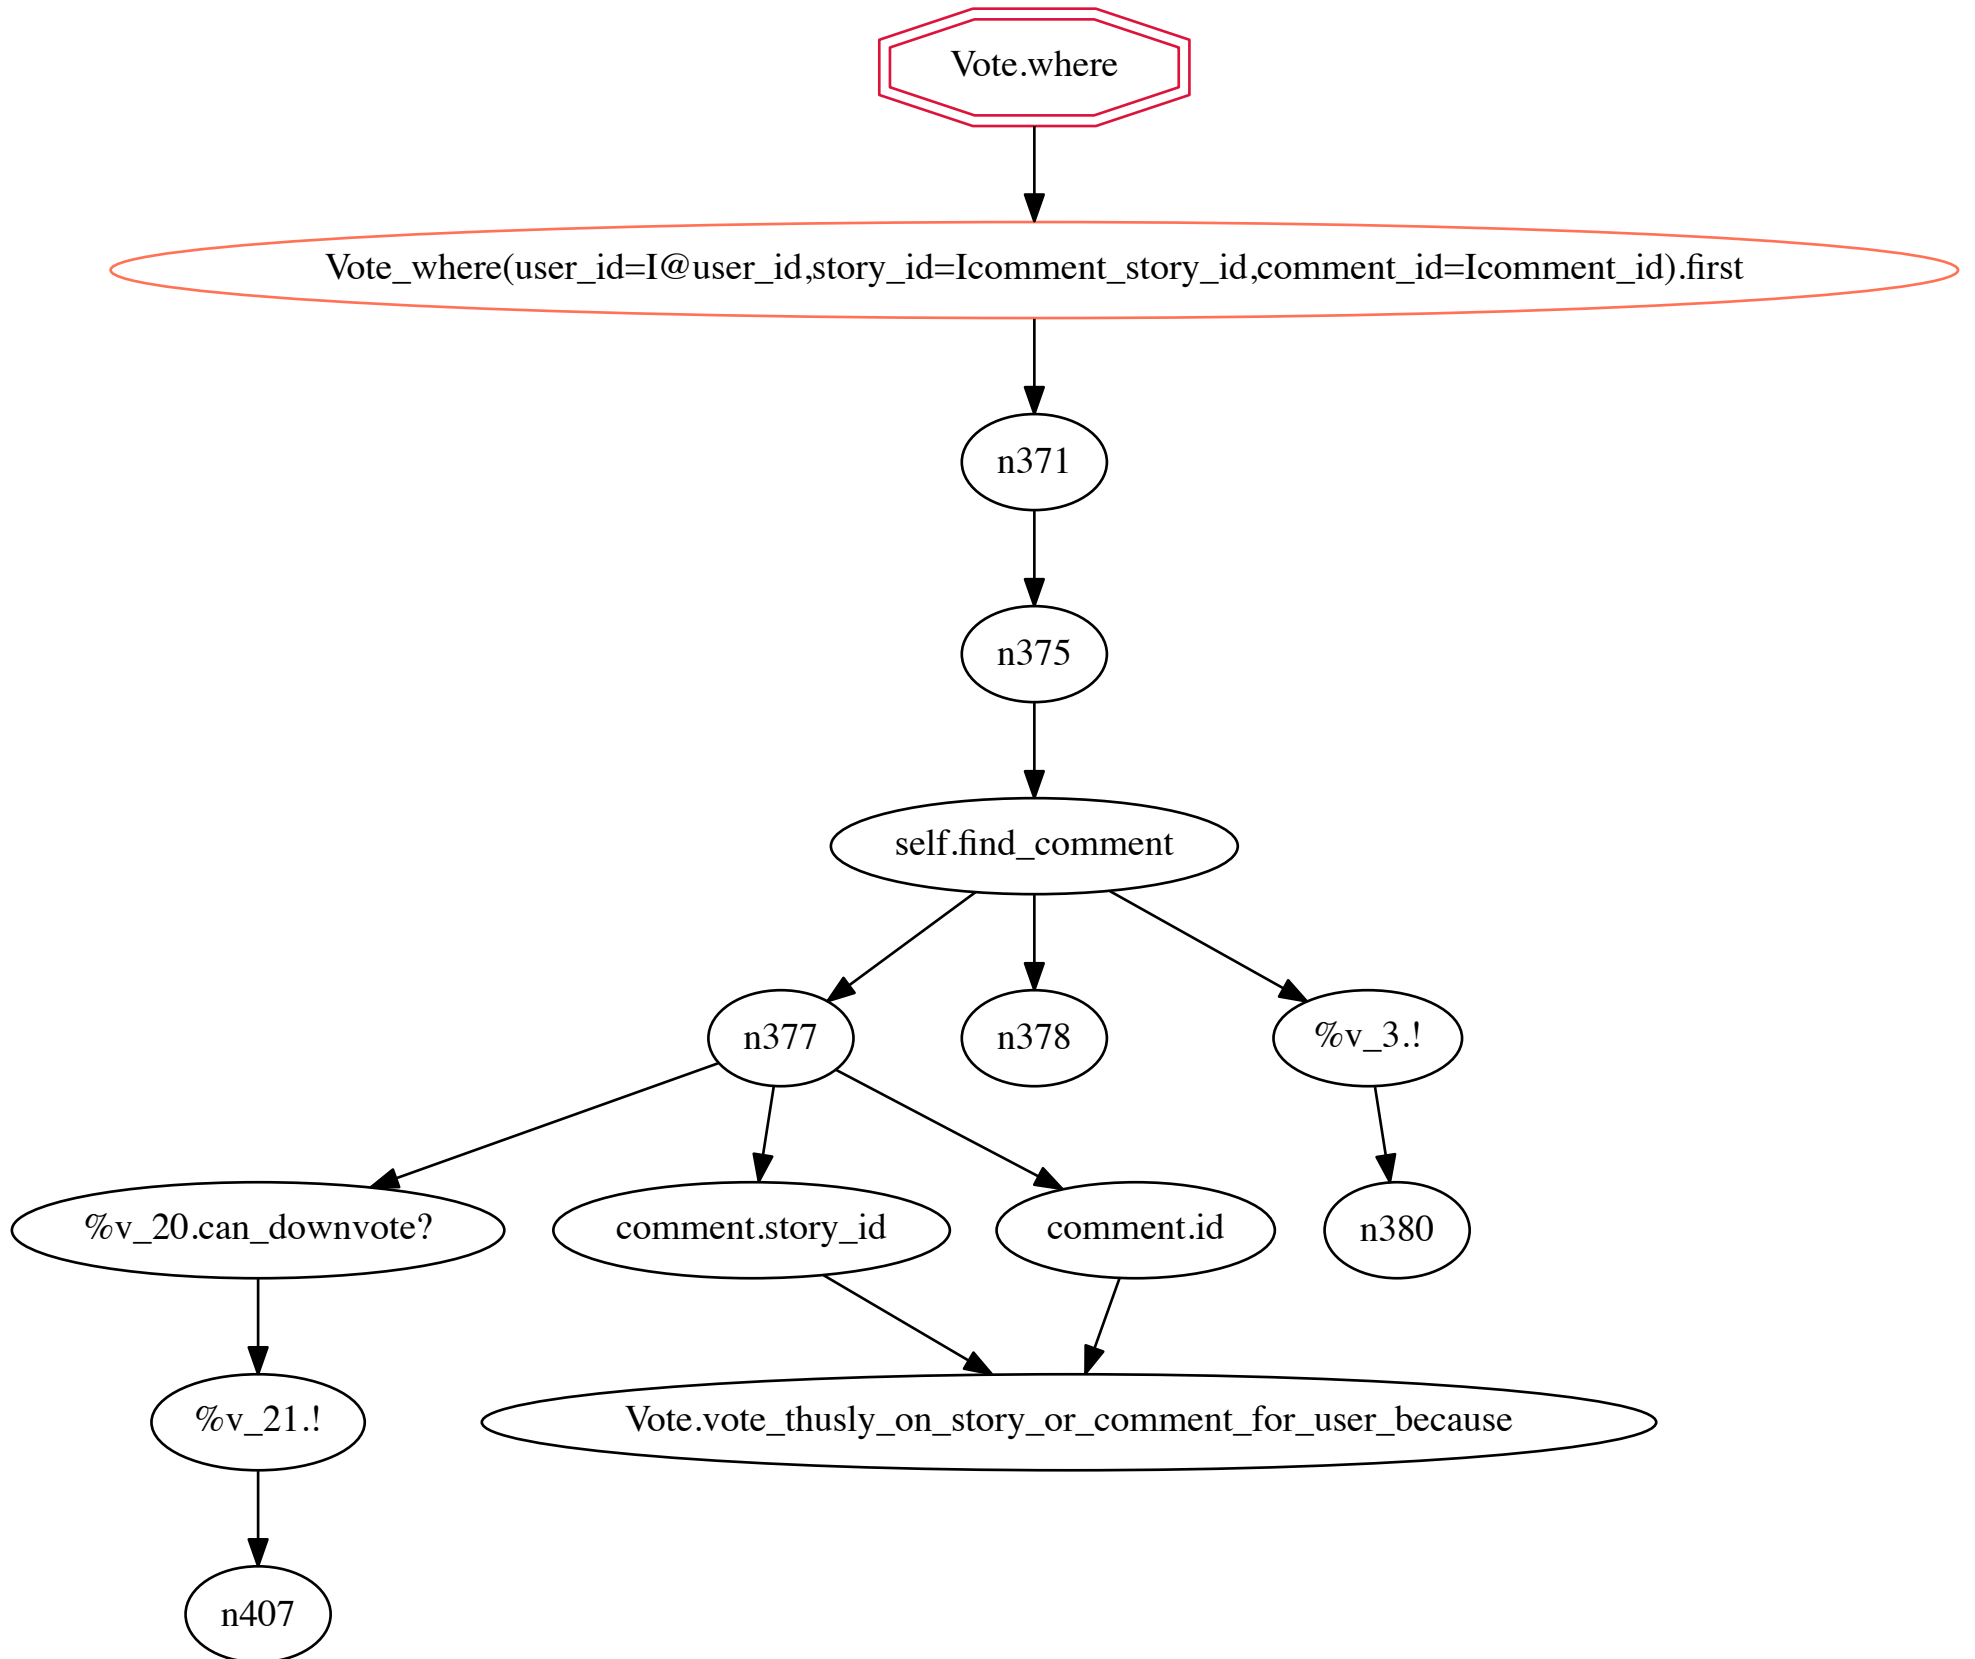 Vote.where
Vote_where(user_id=I@user_id,story_id=Icomment_story_id,comment_id=Icomment_id).first
n371
n375
self.find_comment
n377
n378
%v_3.!
%v_20.can_downvote?
comment.story_id
comment.id
n380
%v_21.!
Vote.vote_thusly_on_story_or_comment_for_user_because
n407